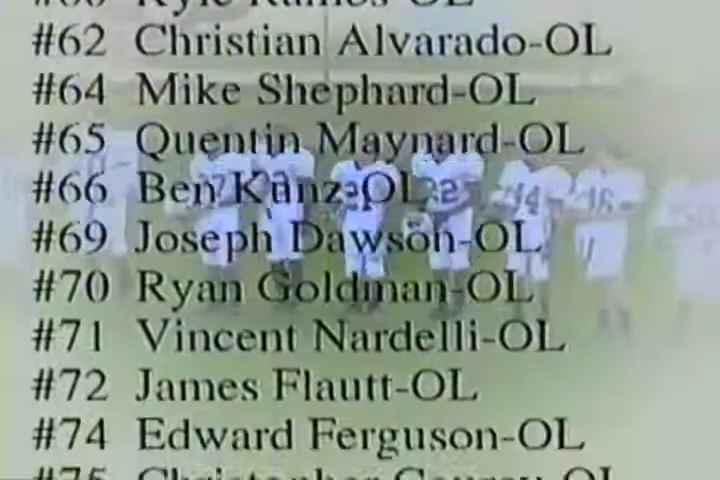 #62 Christian Alvarado-OL
#64 Mike Shephard-OL
#65 Quentin Maynard-OL
#66 Ben Kunz-OL
#69 Joseph Dawson-OL
#70 Ryan Goldman-OL
#71 Vincent Nardelli-OL
#72 James Flautt-OL
#74 Edward Ferguson-OL